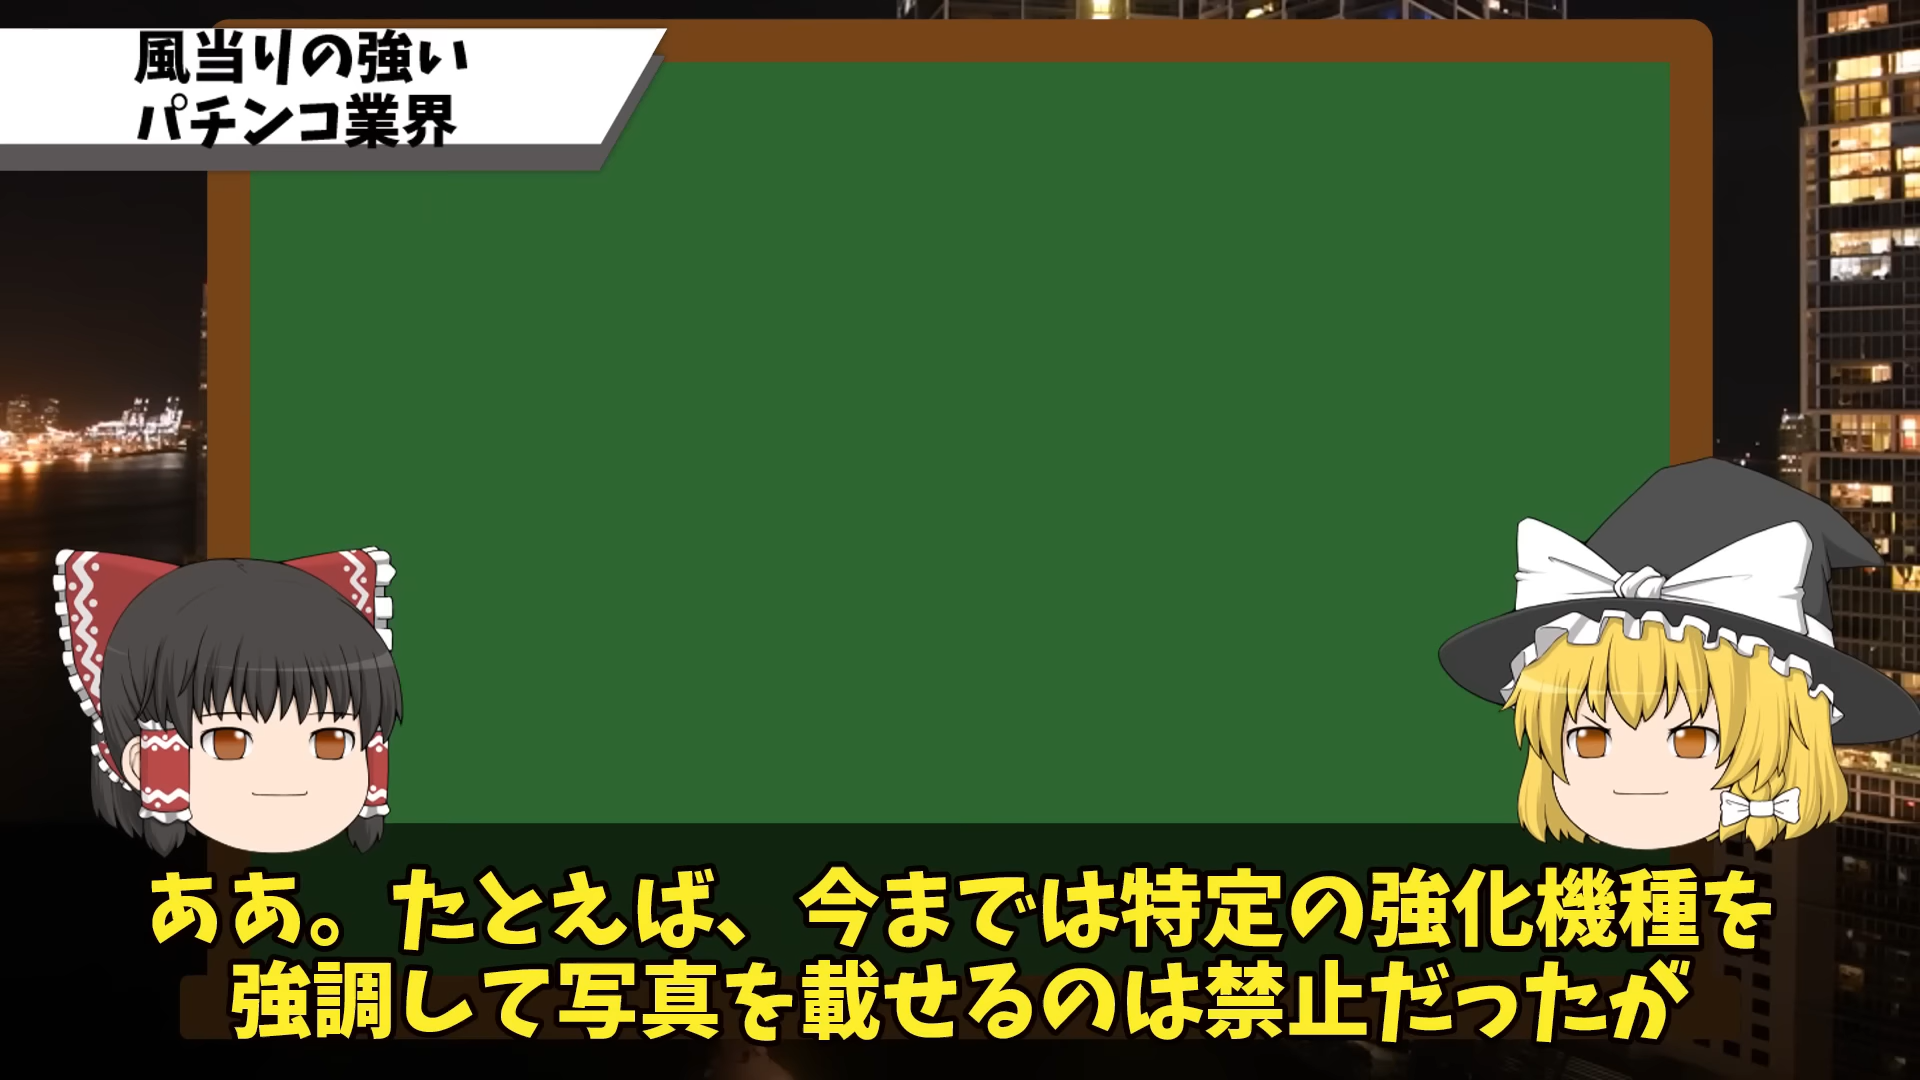 風当りの強い
パチンコ業界
ああ。たとえば、今までは特定の強化機種を
強調して写真を載せるのは禁止だったが